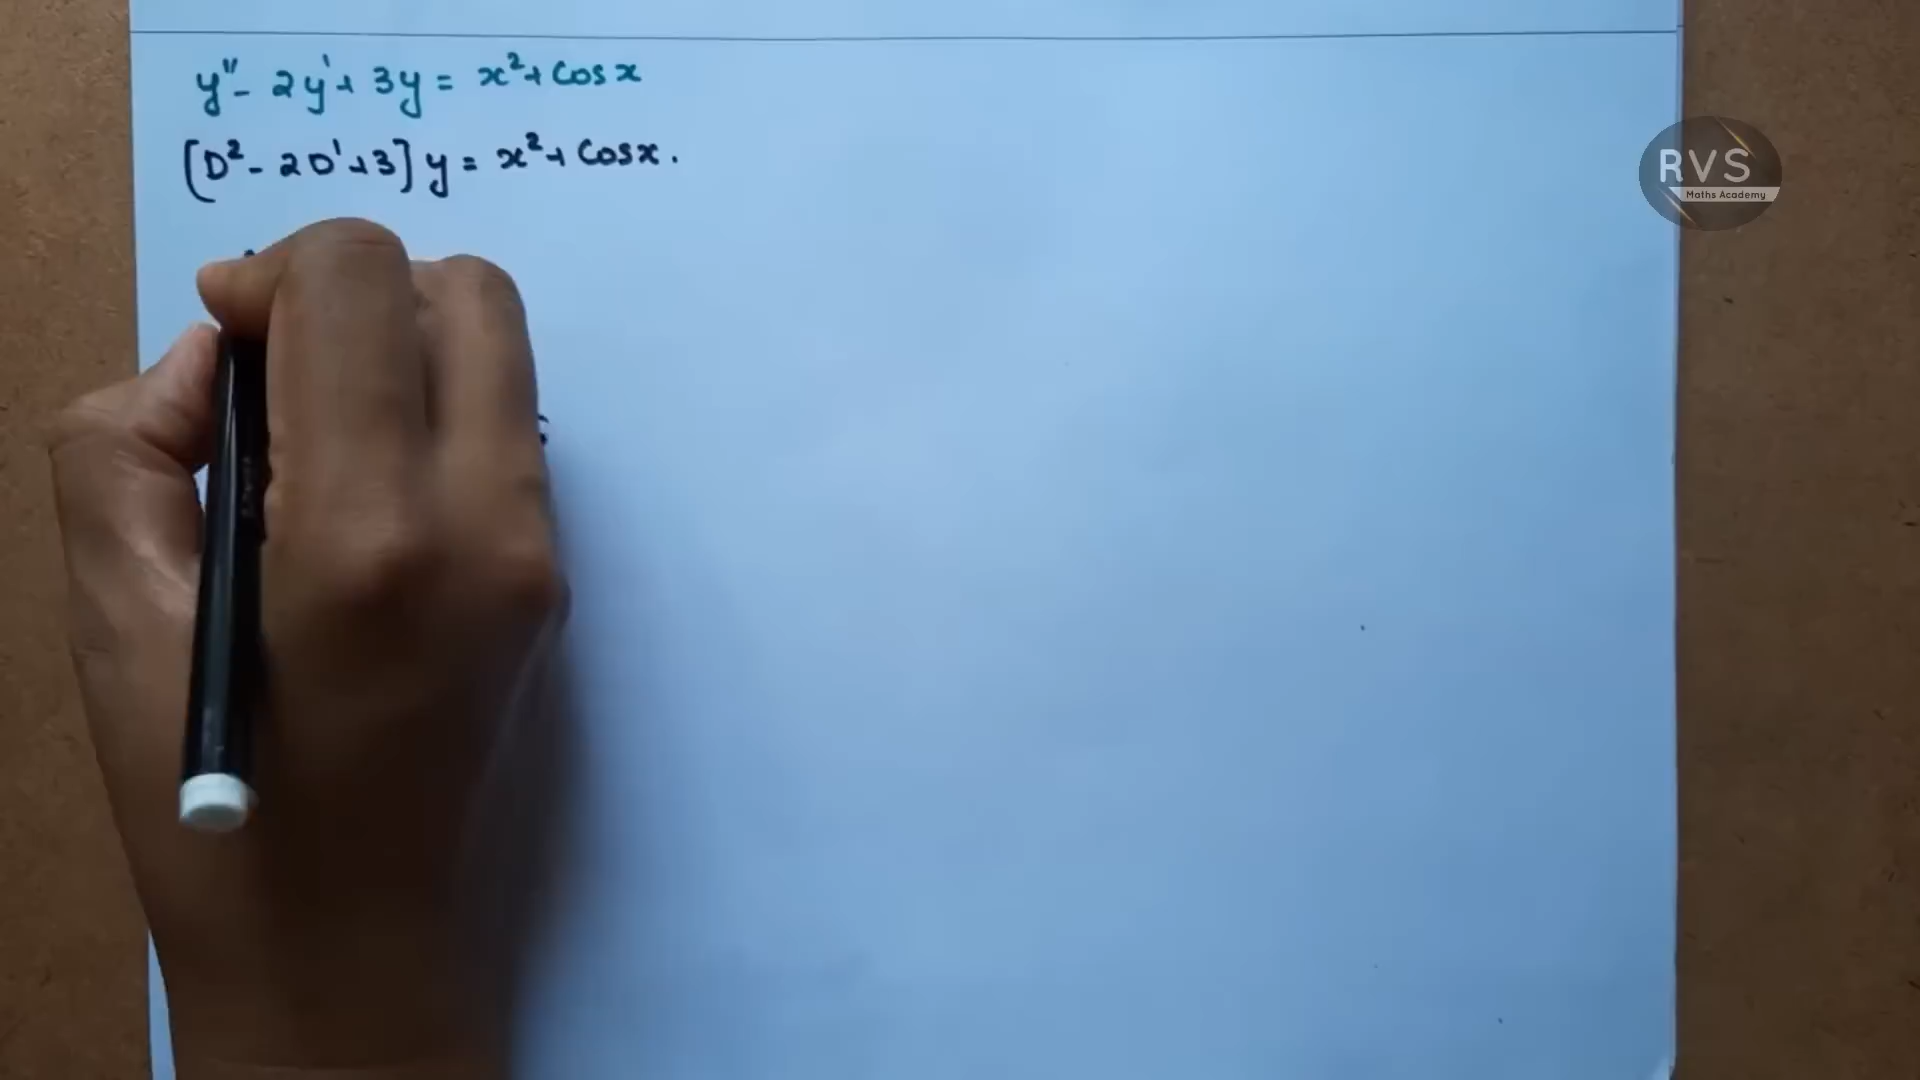 y'' - 2y' + 3y = x² + Cos x
[D² - 2D' + 3] y = x² + Cos x.
RVS
Maths Academy